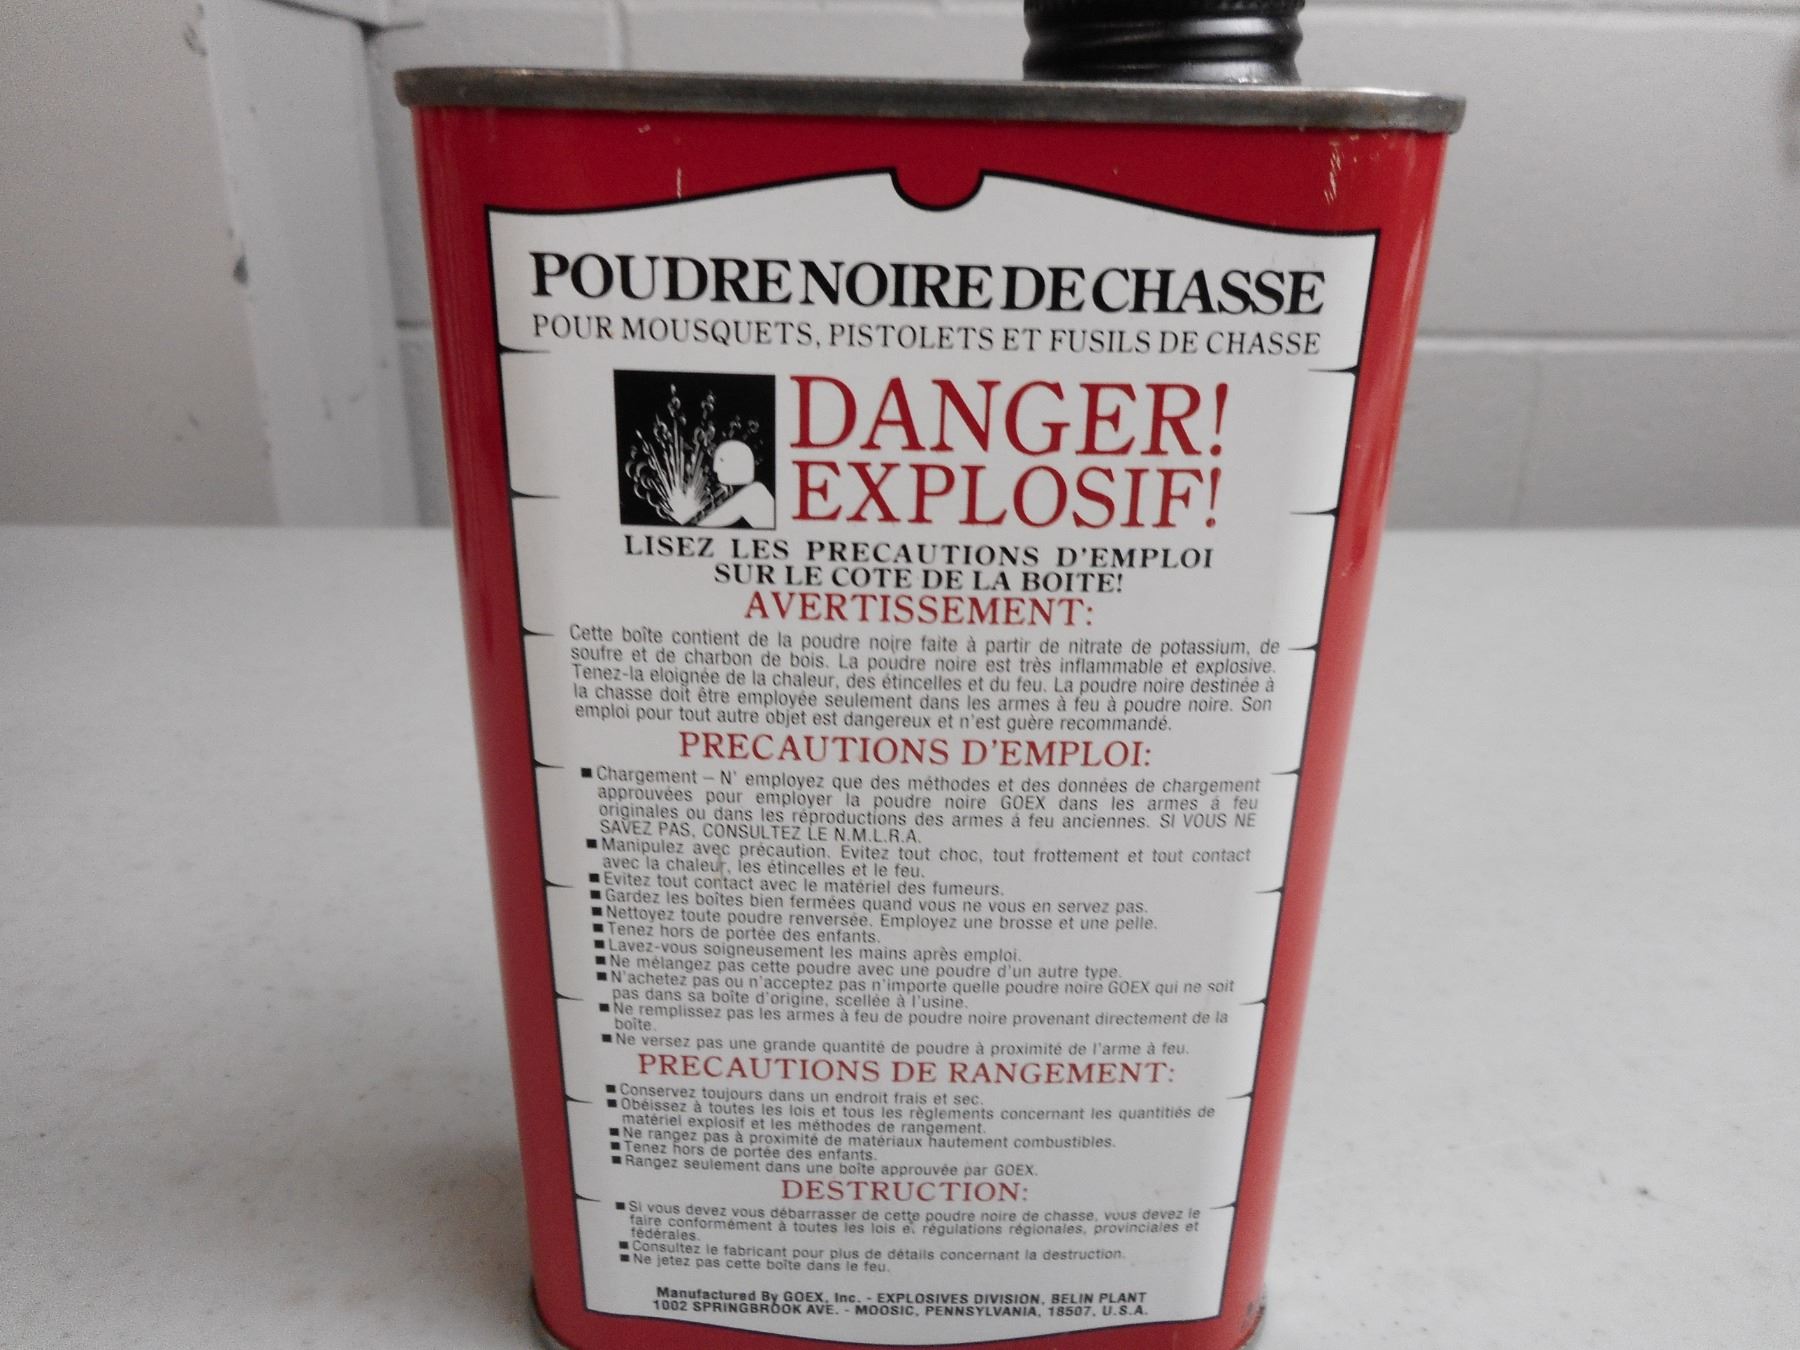 POUDRE NOIRE DE CHASSE
POUR MOUSQUETS, PISTOLETS ET FUSILS DE CHASSE
DANGER!
EXPLOSIF!
LISEZ LES PRECAUTIONS D'EMPLOI
SUR LE COTE DE LA BOITE!
AVERTISSEMENT:
Cette boîte contient de la poudre noire faite à partir de nitrate de potassium, de
soufre et de charbon de bois. La poudre noire est très inflammable et explosive.
Tenez-la eloignée de la chaleur, des étincelles et du feu. La poudre noire destinée à
la chasse doit être employée seulement dans les armes à feu à poudre noire. Son
emploi pour tout autre objet est dangereux et n'est guère recommandé.
PRECAUTIONS D'EMPLOI:
■ Chargement – N' employez que des méthodes et des données de chargement
approuvées pour employer la poudre noire GOEX dans les armes á feu
originales ou dans les réproductions des armes á feu anciennes. SI VOUS NE
SAVEZ PAS, CONSULTEZ LE N.M.L.R.A.
■ Manipulez avec précaution. Evitez tout choc, tout frottement et tout contact
avec la chaleur, les étincelles et le feu.
■ Evitez tout contact avec le matériel des fumeurs.
■ Gardez les boîtes bien fermées quand vous ne vous en servez pas.
■ Nettoyez toute poudre renversée. Employez une brosse et une pelle.
■ Tenez hors de portée des enfants.
■ Lavez-vous soigneusement les mains après emploi.
■ Ne mélangez pas cette poudre avec une poudre d'un autre type.
■ N'achetez pas ou n'acceptez pas n'importe quelle poudre noire GOEX qui ne soit
pas dans sa boîte d'origine, scellée à l'usine.
■ Ne remplissez pas les armes à feu de poudre noire provenant directement de la
boîte.
■ Ne versez pas une grande quantité de poudre à proximité de l'arme à feu.
PRECAUTIONS DE RANGEMENT:
■ Conservez toujours dans un endroit frais et sec.
■ Obéissez à toutes les lois et tous les règlements concernant les quantitiés de
matériel explosif et les méthodes de rangement.
■ Ne rangez pas à proximité de matériaux hautement combustibles.
■ Tenez hors de portée des enfants.
■ Rangez seulement dans une boîte approuvée par GOEX.
DESTRUCTION:
■ Si vous devez vous débarrasser de cette poudre noire de chasse, vous devez le
faire conformément à toutes les lois et régulations régionales, provinciales et
fédérales.
■ Consultez le fabricant pour plus de détails concernant la destruction.
■ Ne jetez pas cette boîte dans le feu.
Manufactured By GOEX, Inc. - EXPLOSIVES DIVISION, BELIN PLANT
1002 SPRINGBROOK AVE. - MOOSIC, PENNSYLVANIA, 18507, U.S.A.